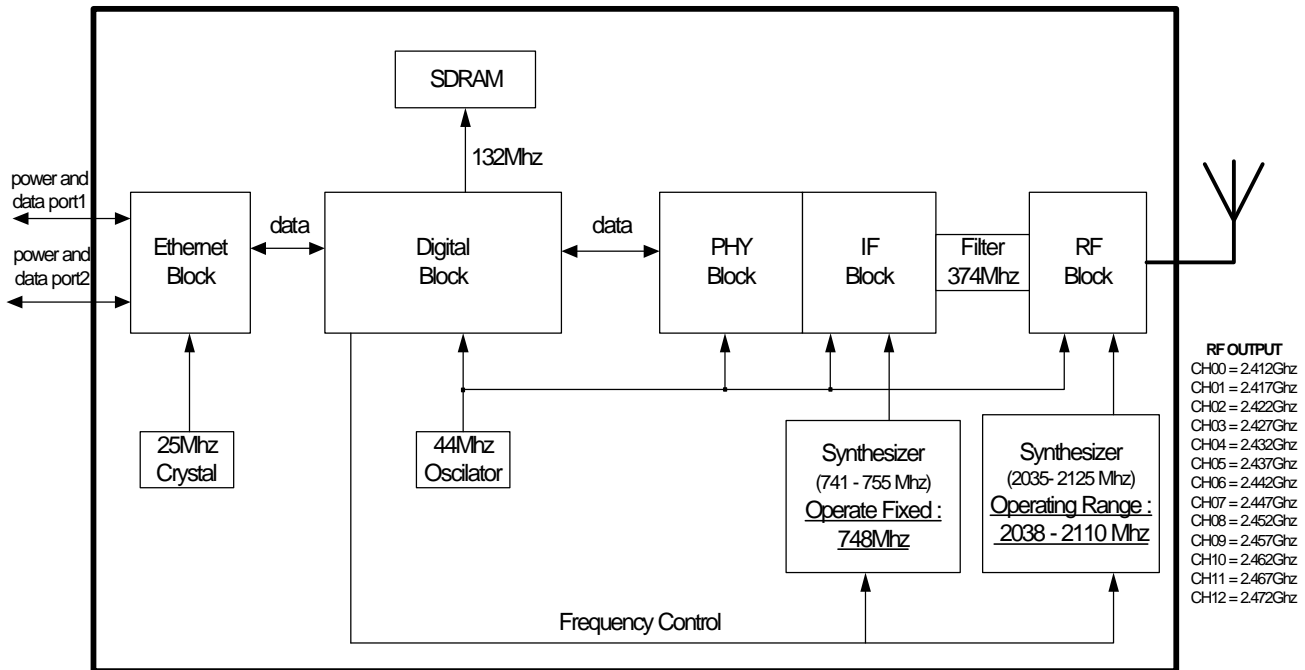 SDRAM
132Mhz
power and
data port1
power and
data port2
Ethernet
Block
data
Digital
Block
data
PHY
Block
IF
Block
Filter
374Mhz
RF
Block
25Mhz
Crystal
44Mhz
Oscilator
Synthesizer
(741 - 755 Mhz)
Operate Fixed :
748Mhz
Synthesizer
(2035- 2125 Mhz)
Operating Range :
2038 - 2110 Mhz
Frequency Control
RF OUTPUT
CH00 = 2.412Ghz
CH01 = 2.417Ghz
CH02 = 2.422Ghz
CH03 = 2.427Ghz
CH04 = 2.432Ghz
CH05 = 2.437Ghz
CH06 = 2.442Ghz
CH07 = 2.447Ghz
CH08 = 2.452Ghz
CH09 = 2.457Ghz
CH10 = 2.462Ghz
CH11 = 2.467Ghz
CH12 = 2.472Ghz